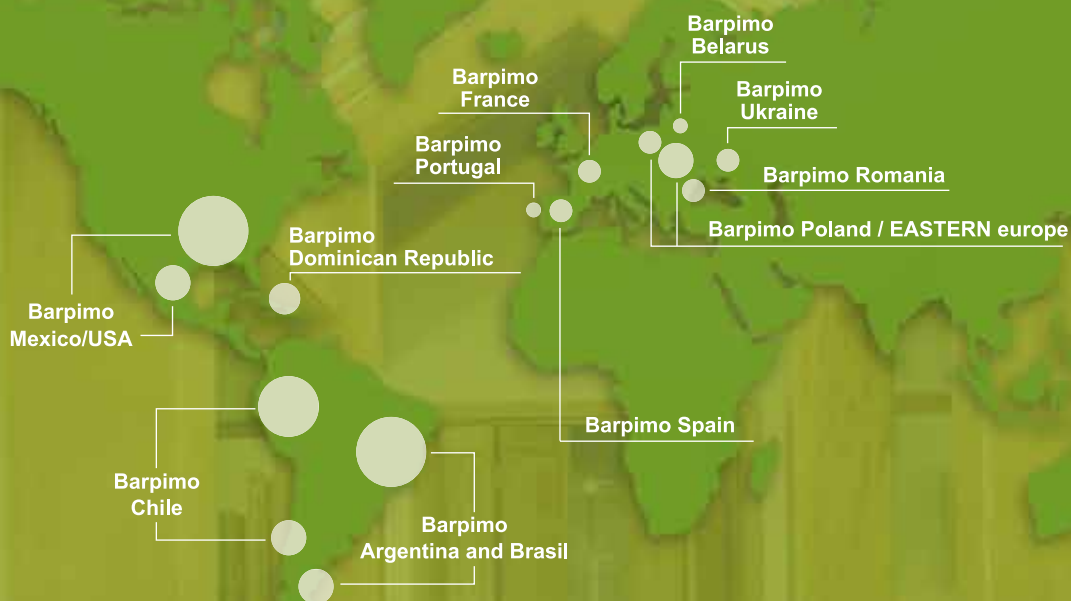 Barpimo
Belarus
Barpimo
France
Barpimo
Ukraine
Barpimo
Portugal
Barpimo Romania
Barpimo Poland / EASTERN europe
Barpimo
Dominican Republic
Barpimo
Mexico/USA
Barpimo Spain
Barpimo
Chile
Barpimo
Argentina and Brasil